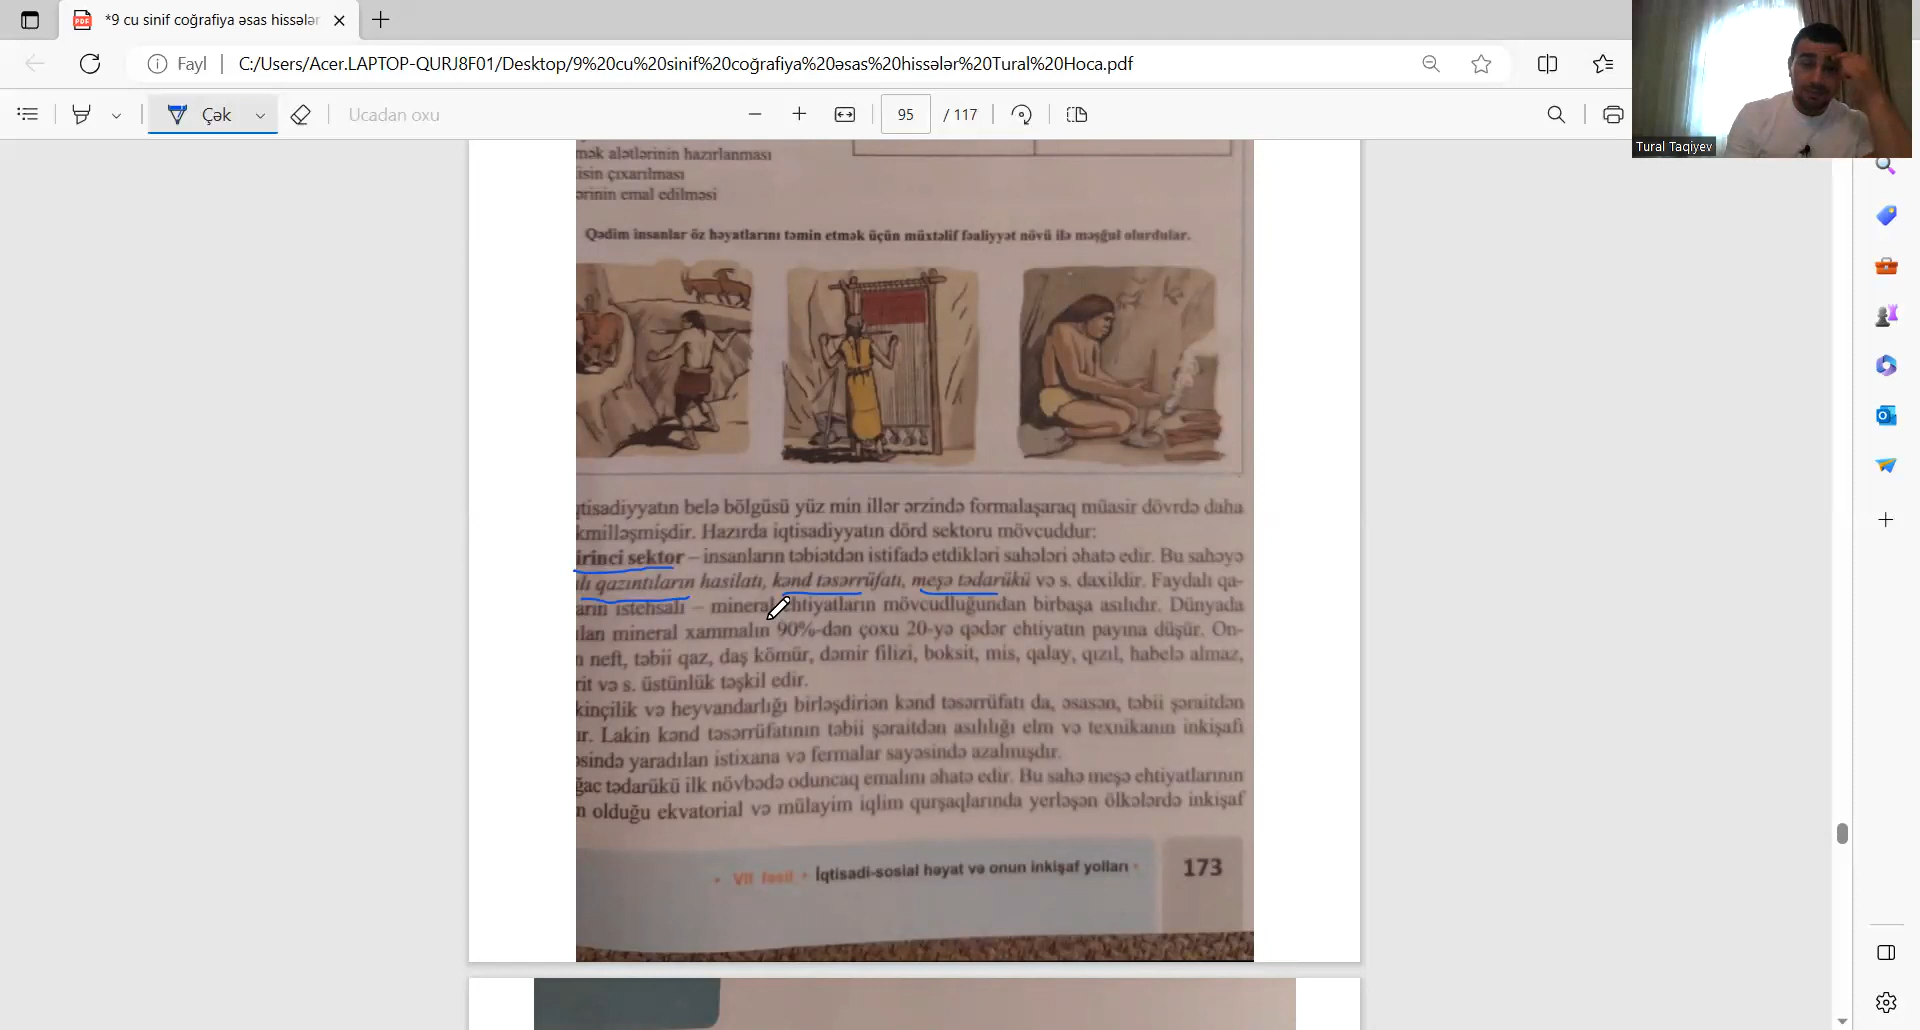 *9 cu sinif coğrafiya əsas hissələr
Fayl
C:/Users/Acer.LAPTOP-QURJ8F01/Desktop/9%20cu%20sinif%20coğrafiya%20əsas%20hissələr%20Tural%20Hoca.pdf
Çək
Ucadan oxu
95 / 117
Tural Taqiyev
mək alətlərinin hazırlanması
isin çıxarılması
ərinin emal edilməsi
Qədim insanlar öz həyatlarını təmin etmək üçün müxtəlif fəaliyyət növü ilə məşğul olurdular.
qtisadiyyatın belə bölgüsü yüz min illər ərzində formalaşaraq müasir dövrdə daha
kmilləşmişdir. Hazırda iqtisadiyyatın dörd sektoru mövcuddur:
irinci sektor – insanların təbiətdən istifadə etdikləri sahələri əhatə edir. Bu sahəyə
lı qazıntıların hasilatı, kənd təsərrüfatı, meşə tədarükü və s. daxildir. Faydalı qa-
arın istehsalı – mineral ehtiyatların mövcudluğundan birbaşa asılıdır. Dünyada
lan mineral xammalın 90%-dən çoxu 20-yə qədər ehtiyatın payına düşür. On-
n neft, təbii qaz, daş kömür, dəmir filizi, boksit, mis, qalay, qızıl, habelə almaz,
rit və s. üstünlük təşkil edir.
kinçilik və heyvandarlığı birləşdirən kənd təsərrüfatı da, əsasən, təbii şəraitdən
ır. Lakin kənd təsərrüfatının təbii şəraitdən asılılığı elm və texnikanın inkişafı
əsində yaradılan istixana və fermalar sayəsində azalmışdır.
ğac tədarükü ilk növbədə oduncaq emalını əhatə edir. Bu sahə meşə ehtiyatlarının
n olduğu ekvatorial və mülayim iqlim qurşaqlarında yerləşən ölkələrdə inkişaf
• VII fəsil • İqtisadi-sosial həyat və onun inkişaf yolları •
173